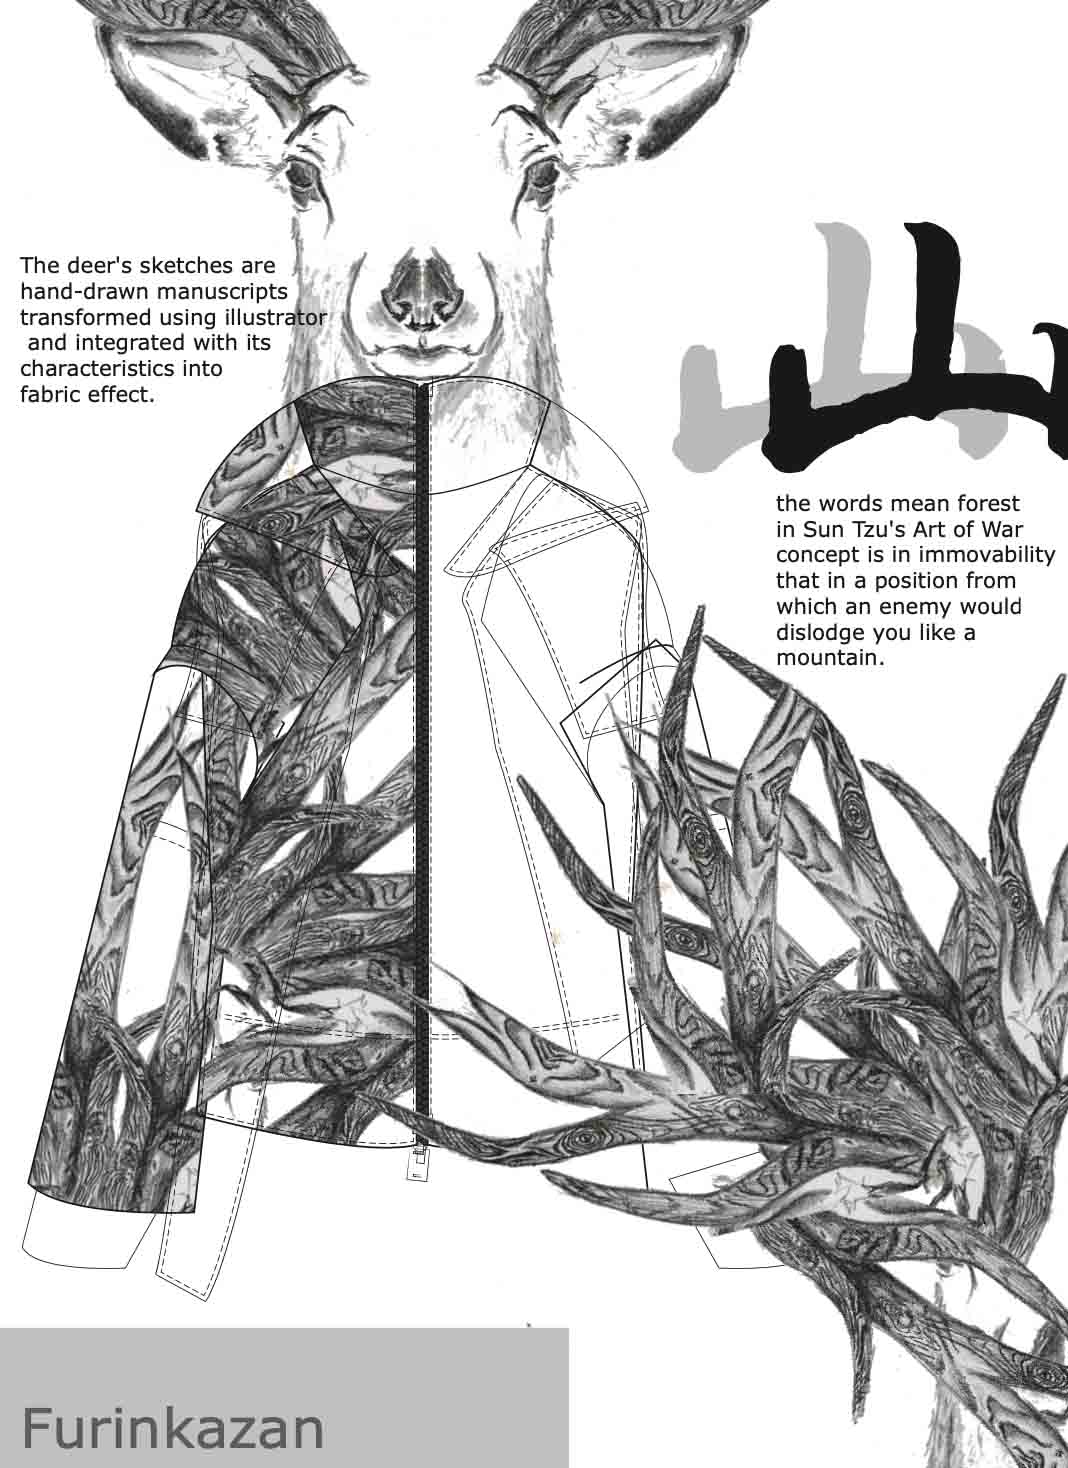 The deer's sketches are
hand-drawn manuscripts
transformed using illustrator
and integrated with its
characteristics into
fabric effect.
山
the words mean forest
in Sun Tzu's Art of War
concept is in immovability
that in a position from
which an enemy would
dislodge you like a
mountain.
Furinkazan